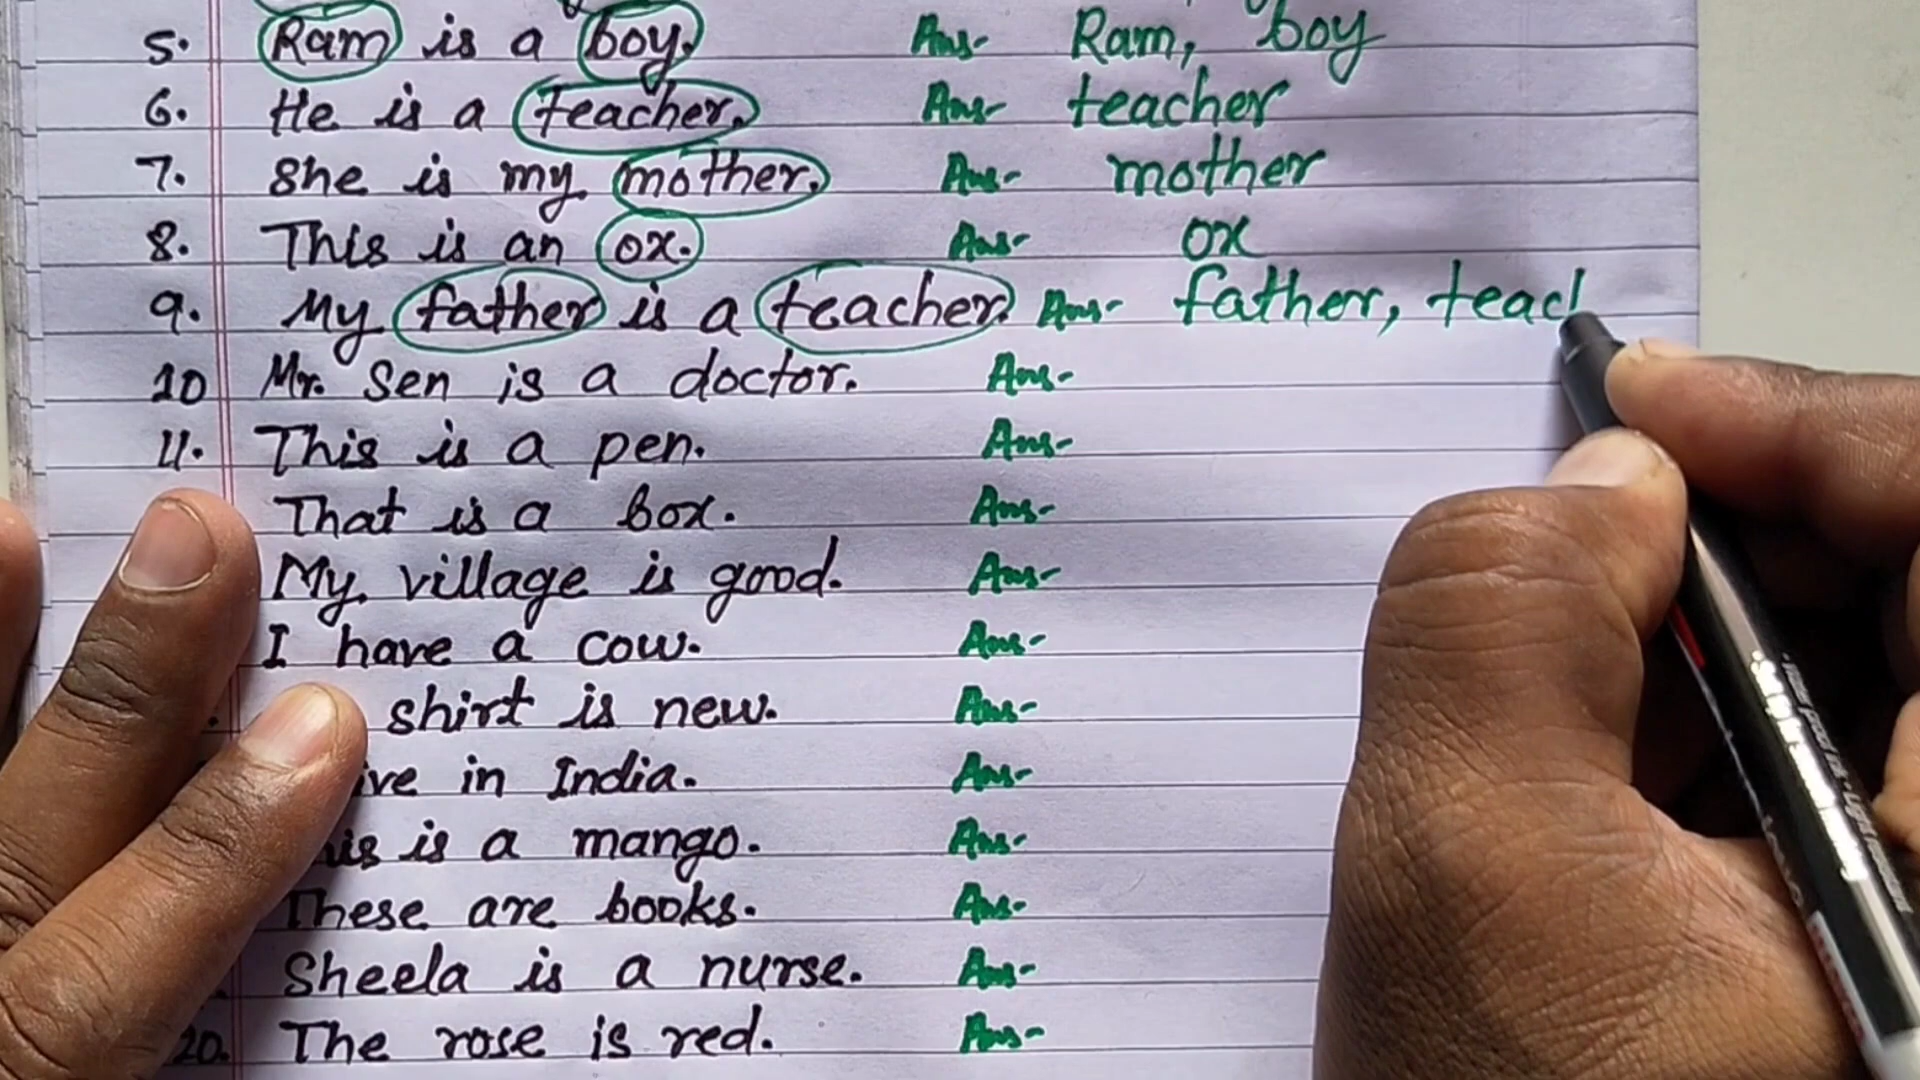 5. Ram is a boy. Ans- Ram, boy
6. He is a teacher. Ans- teacher
7. She is my mother. Ans- mother
8. This is an ox. Ans- ox
9. My father is a teacher. Ans- father, teach
10 Mr. Sen is a doctor. Ans-
11. This is a pen. Ans-
That is a box. Ans-
My village is good. Ans-
I have a cow. Ans-
shirt is new. Ans-
ive in India. Ans-
is is a mango. Ans-
These are books. Ans-
Sheela is a nurse. Ans-
20. The rose is red. Ans-